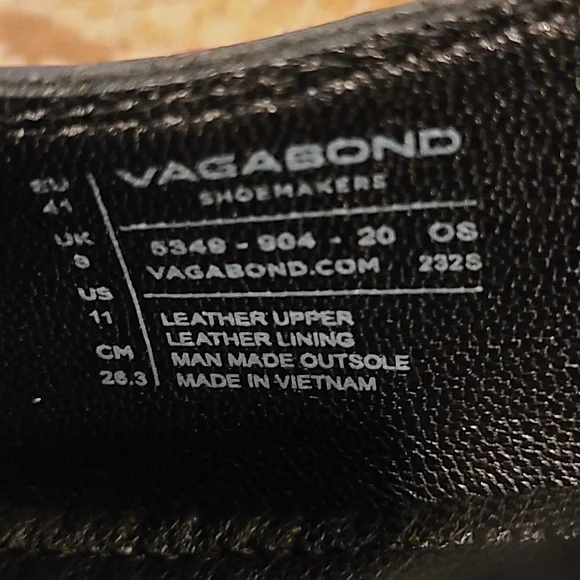 EU
41
UK
8
US
11
CM
26.3
VAGABOND
SHOEMAKERS
5349 - 904 - 20 OS
VAGABOND.COM 232S
LEATHER UPPER
LEATHER LINING
MAN MADE OUTSOLE
MADE IN VIETNAM